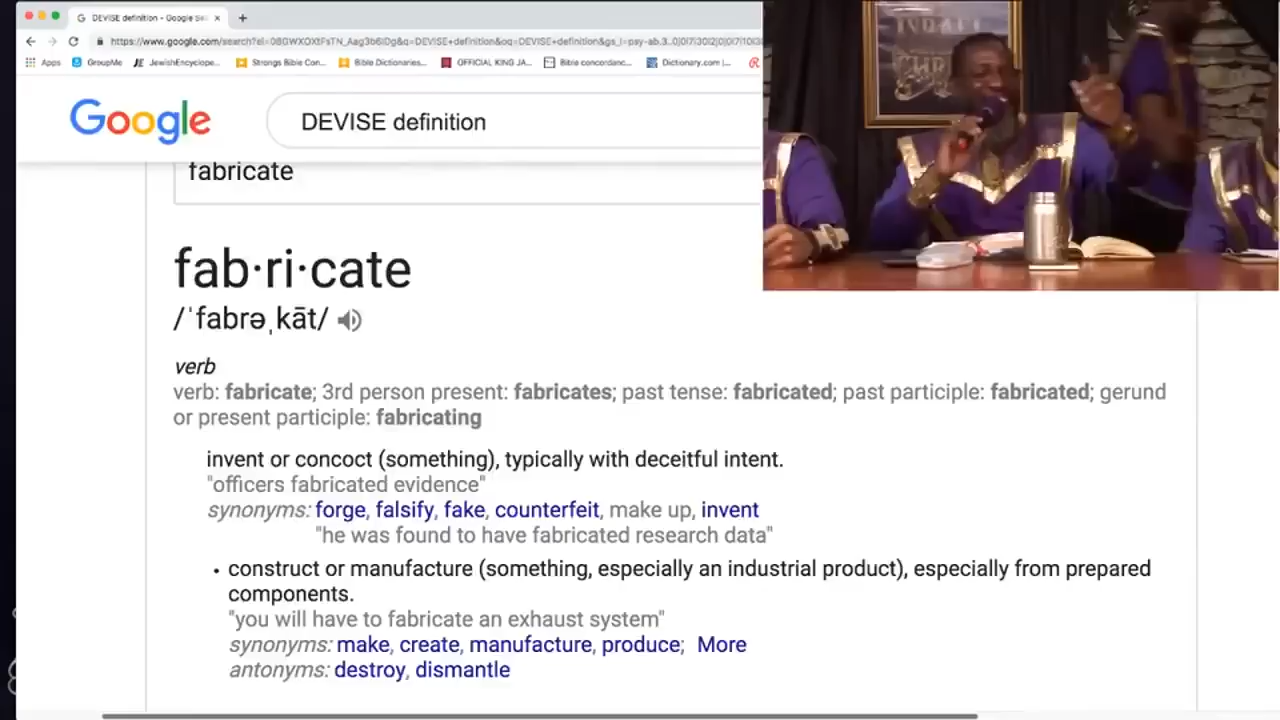 DEVISE definition - Google Se
Apps GroupMe JewishEncyclope... Strongs Bible Con... Bible Dictionaries... OFFICIAL KING JA... Bible concordanc... Dictionary.com |...
Google
DEVISE definition
fabricate
fab·ri·cate
/ˈfabrəˌkāt/
verb
verb: fabricate; 3rd person present: fabricates; past tense: fabricated; past participle: fabricated; gerund
or present participle: fabricating
invent or concoct (something), typically with deceitful intent.
"officers fabricated evidence"
synonyms: forge, falsify, fake, counterfeit, make up, invent
"he was found to have fabricated research data"
• construct or manufacture (something, especially an industrial product), especially from prepared
components.
"you will have to fabricate an exhaust system"
synonyms: make, create, manufacture, produce; More
antonyms: destroy, dismantle